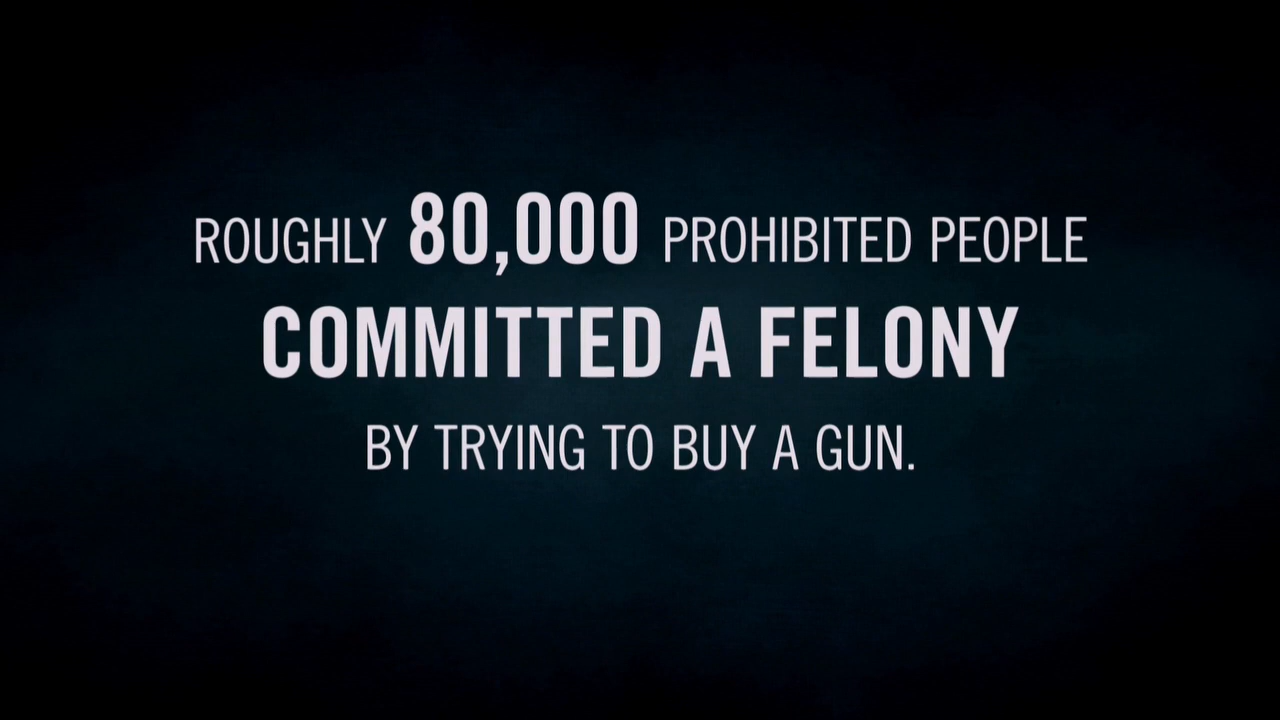 ROUGHLY 80,000 PROHIBITED PEOPLE
COMMITTED A FELONY
BY TRYING TO BUY A GUN.